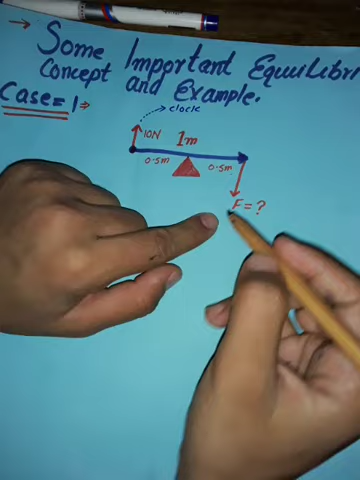 → Some Important Equilibri
Concept and Example.
Case = 1 ⇒
clock
10N 1m
0.5m 0.5m
F = ?